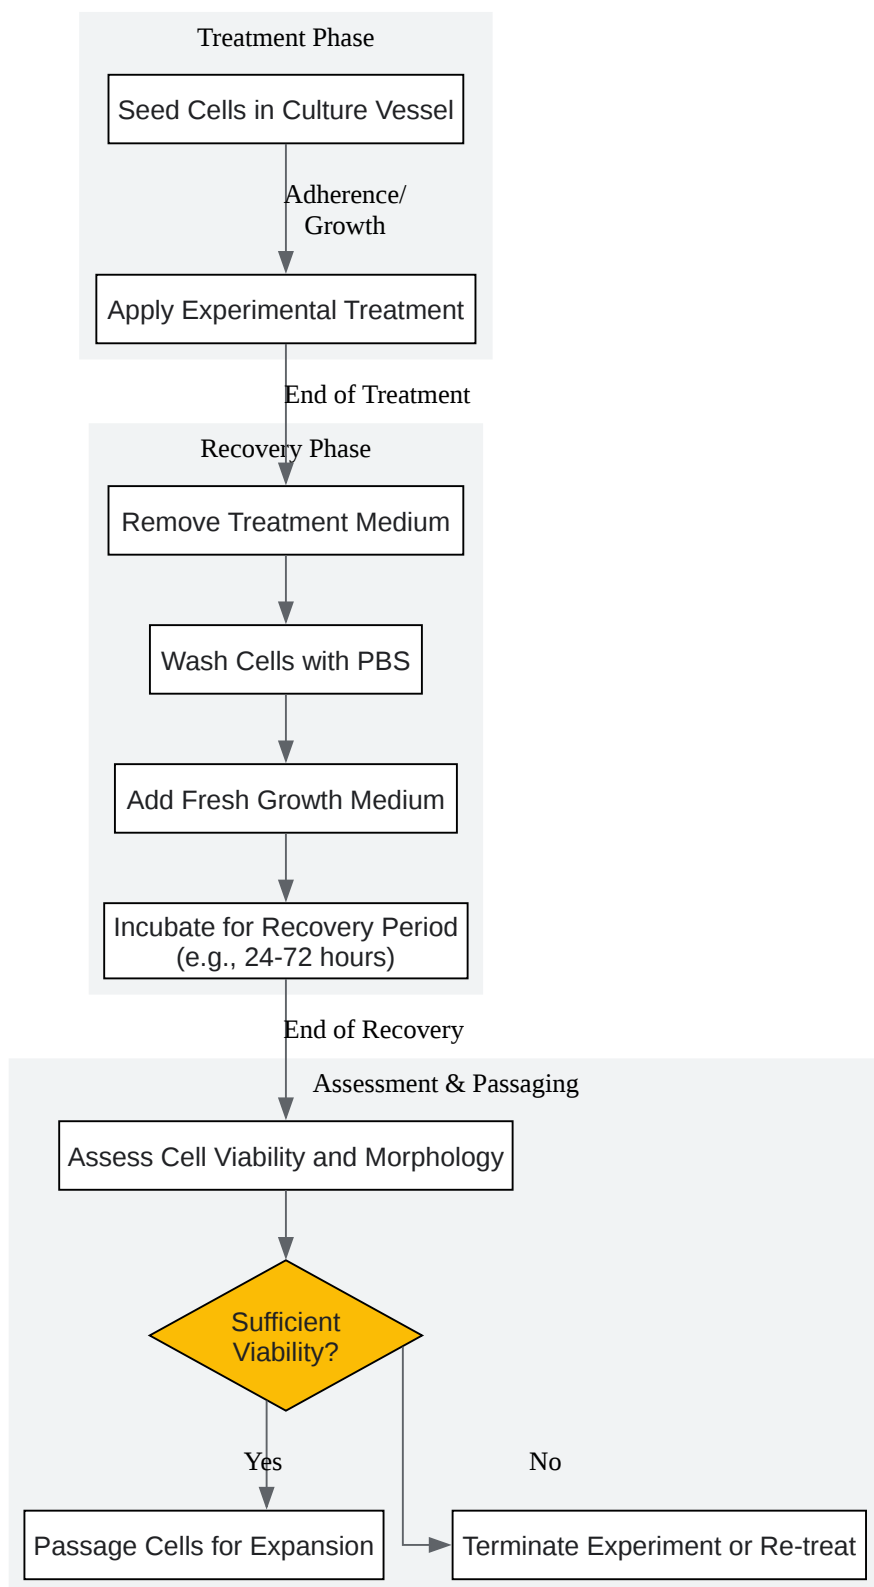 Treatment Phase
Seed Cells in Culture Vessel
Adherence/
Growth
Apply Experimental Treatment
End of Treatment
Recovery Phase
Remove Treatment Medium
Wash Cells with PBS
Add Fresh Growth Medium
Incubate for Recovery Period
(e.g., 24-72 hours)
End of Recovery
Assessment & Passaging
Assess Cell Viability and Morphology
Sufficient
Viability?
Yes
No
Passage Cells for Expansion
Terminate Experiment or Re-treat